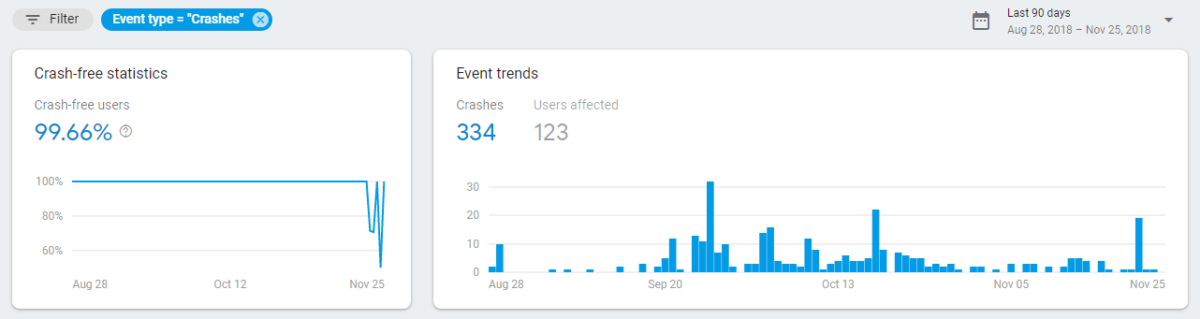 Filter
Event type = "Crashes"
Last 90 days
Aug 28, 2018 – Nov 25, 2018
Crash-free statistics
Crash-free users
99.66%
100%
80%
60%
Aug 28 Oct 12 Nov 25
Event trends
Crashes Users affected
334 123
30
20
10
0
Aug 28 Sep 20 Oct 13 Nov 05 Nov 25